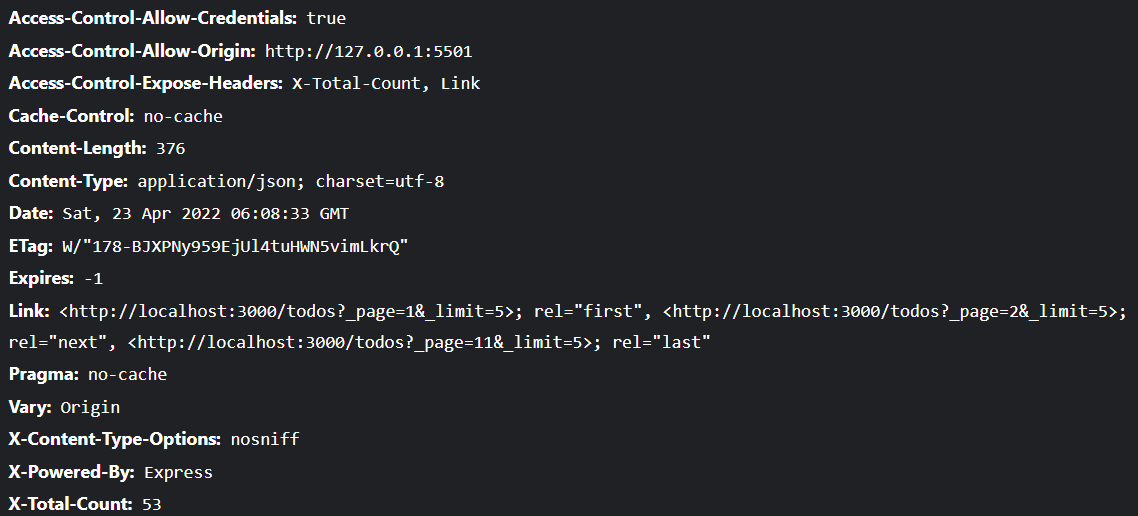 Access-Control-Allow-Credentials: true
Access-Control-Allow-Origin: http://127.0.0.1:5501
Access-Control-Expose-Headers: X-Total-Count, Link
Cache-Control: no-cache
Content-Length: 376
Content-Type: application/json; charset=utf-8
Date: Sat, 23 Apr 2022 06:08:33 GMT
ETag: W/"178-BJXPNy959EjUl4tuHWN5vimLkrQ"
Expires: -1
Link: <http://localhost:3000/todos?_page=1&_limit=5>; rel="first", <http://localhost:3000/todos?_page=2&_limit=5>;
rel="next", <http://localhost:3000/todos?_page=11&_limit=5>; rel="last"
Pragma: no-cache
Vary: Origin
X-Content-Type-Options: nosniff
X-Powered-By: Express
X-Total-Count: 53